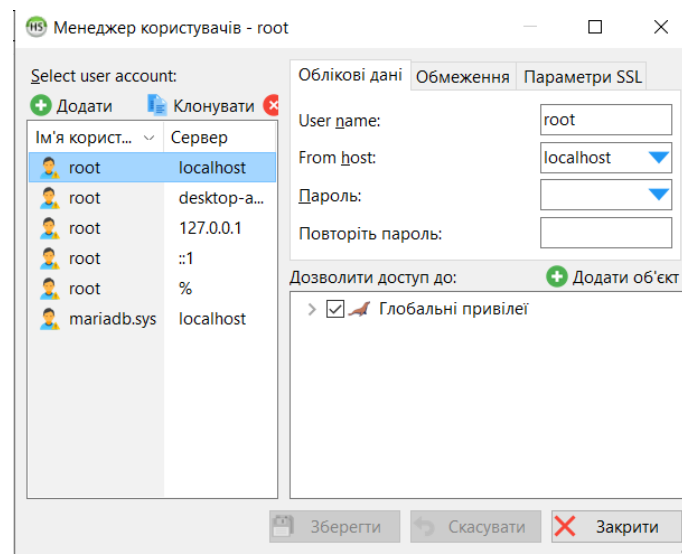 HS Менеджер користувачів - root
Select user account:
Додати Клонувати
Ім'я корист... Сервер
root localhost
root desktop-a...
root 127.0.0.1
root ::1
root %
mariadb.sys localhost
Облікові дані Обмеження Параметри SSL
User name: root
From host: localhost
Пароль:
Повторіть пароль:
Дозволити доступ до: Додати об'єкт
Глобальні привілеї
Зберегти Скасувати Закрити